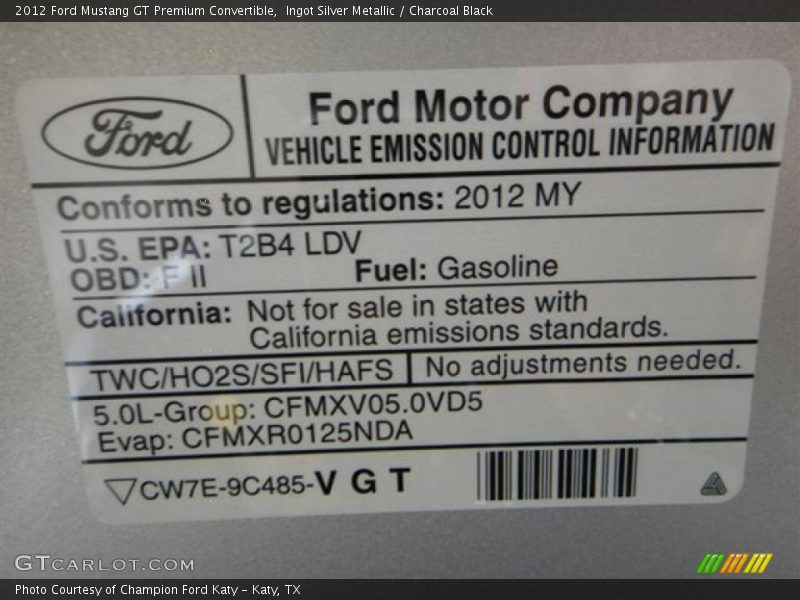 2012 Ford Mustang GT Premium Convertible, Ingot Silver Metallic / Charcoal Black
Ford
Ford Motor Company
VEHICLE EMISSION CONTROL INFORMATION
Conforms to regulations: 2012 MY
U.S. EPA: T2B4 LDV
OBD: F II Fuel: Gasoline
California: Not for sale in states with
California emissions standards.
TWC/HO2S/SFI/HAFS No adjustments needed.
5.0L-Group: CFMXV05.0VD5
Evap: CFMXR0125NDA
CW7E-9C485-V G T
GTCARLOT.COM
Photo Courtesy of Champion Ford Katy – Katy, TX